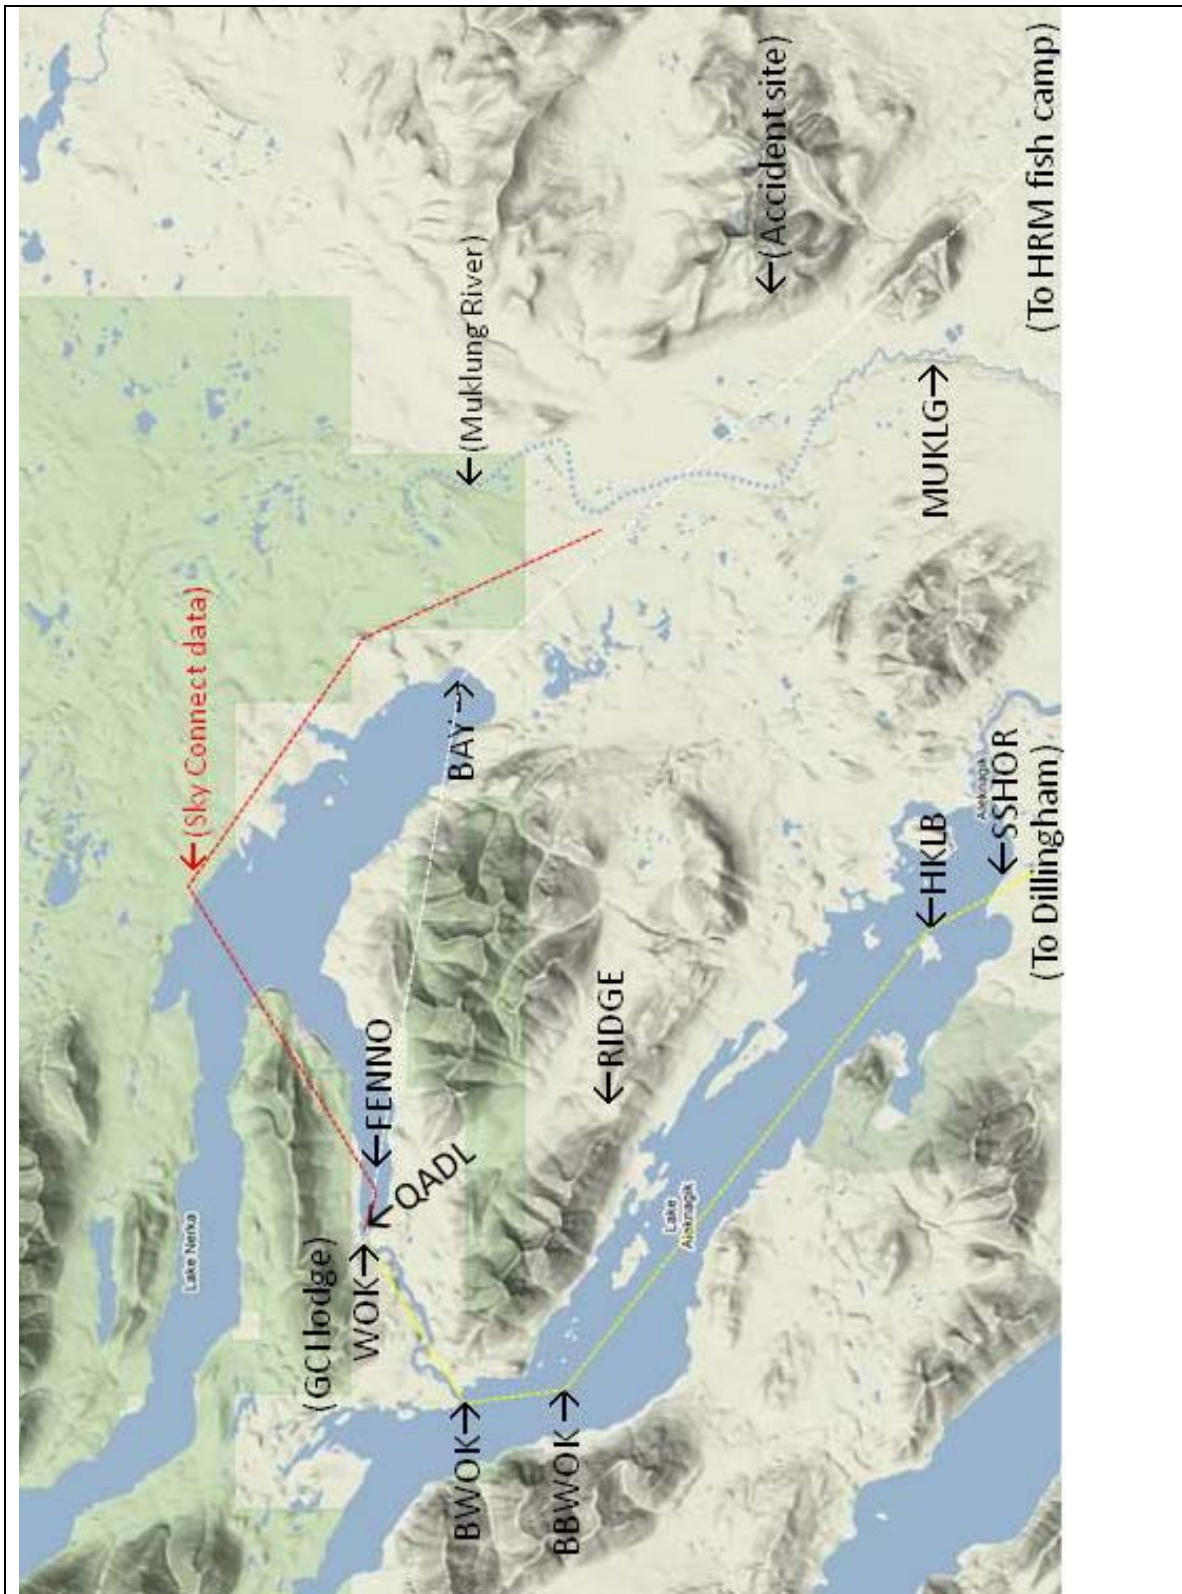 Lake Nerka
(Sky Connect data)
(GCI lodge)
WOK
FENNO
QADL
BWOK
BAY
(Muklung River)
BBWOK
RIDGE
Lake
Aleknagik
(Accident site)
HKLB
MUKLG
Aleknagik
SSHOR
(To Dillingham)
(To HRM fish camp)